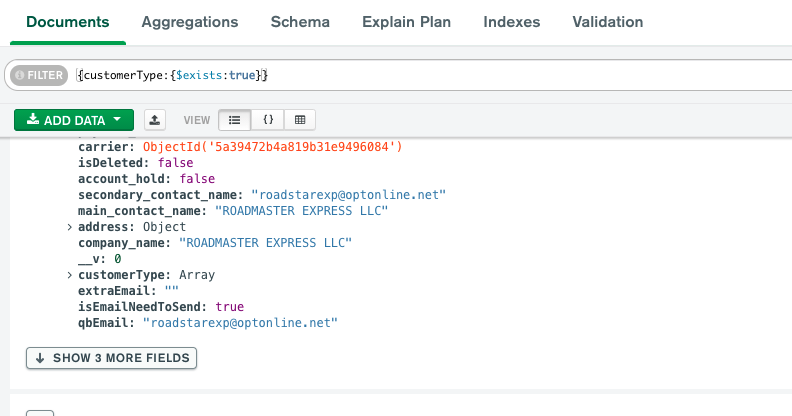 Documents Aggregations Schema Explain Plan Indexes Validation
FILTER {customerType:{$exists:true}}
ADD DATA VIEW {}
carrier: ObjectId('5a39472b4a819b31e9496084')
isDeleted: false
account_hold: false
secondary_contact_name: "roadstarexp@optonline.net"
main_contact_name: "ROADMASTER EXPRESS LLC"
address: Object
company_name: "ROADMASTER EXPRESS LLC"
__v: 0
customerType: Array
extraEmail: ""
isEmailNeedToSend: true
qbEmail: "roadstarexp@optonline.net"
SHOW 3 MORE FIELDS